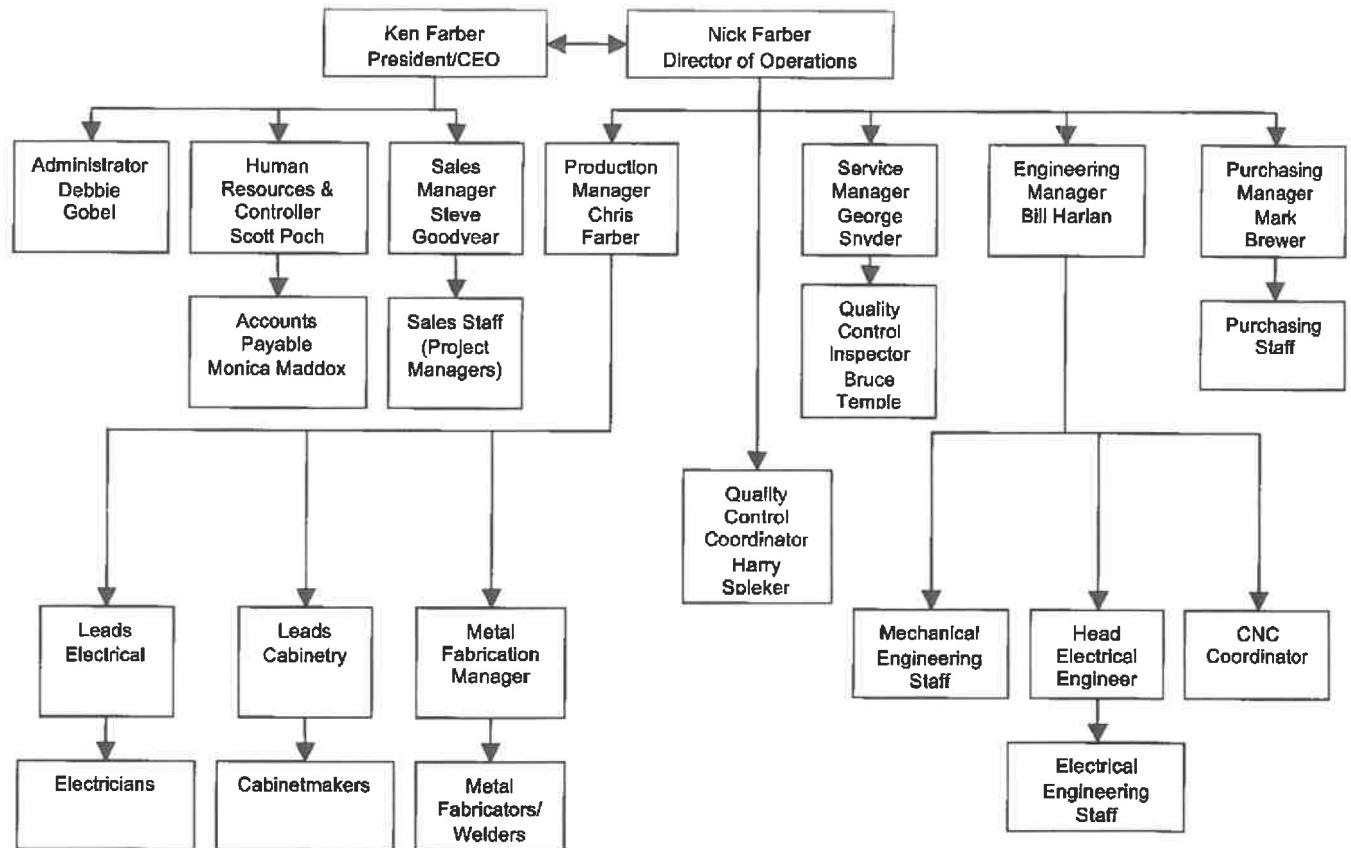 Ken Farber
President/CEO
Nick Farber
Director of Operations
Administrator
Debbie
Gobel
Human
Resources &
Controller
Scott Poch
Sales
Manager
Steve
Goodyear
Production
Manager
Chris
Farber
Service
Manager
George
Snyder
Engineering
Manager
Bill Harlan
Purchasing
Manager
Mark
Brewer
Accounts
Payable
Monica Maddox
Sales Staff
(Project
Managers)
Quality
Control
Inspector
Bruce
Temple
Purchasing
Staff
Quality
Control
Coordinator
Harry
Spieker
Leads
Electrical
Leads
Cabinetry
Metal
Fabrication
Manager
Mechanical
Engineering
Staff
Head
Electrical
Engineer
CNC
Coordinator
Electricians
Cabinetmakers
Metal
Fabricators/
Welders
Electrical
Engineering
Staff